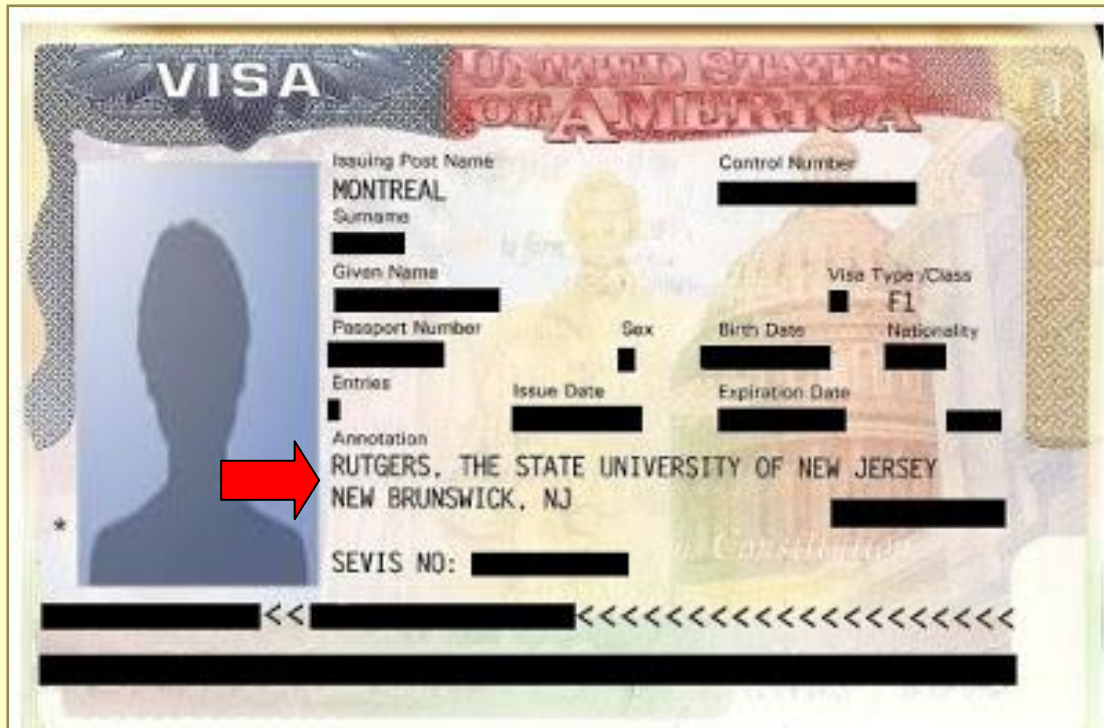 VISA
UNITED STATES
OF AMERICA
Issuing Post Name
MONTREAL
Control Number
Surname
Given Name
Visa Type /Class
F1
Passport Number
Sex
Birth Date
Nationality
Entries
Issue Date
Expiration Date
Annotation
RUTGERS, THE STATE UNIVERSITY OF NEW JERSEY
NEW BRUNSWICK, NJ
*
SEVIS NO:
<<
<<<<<<<<<<<<<<<<<<<<<